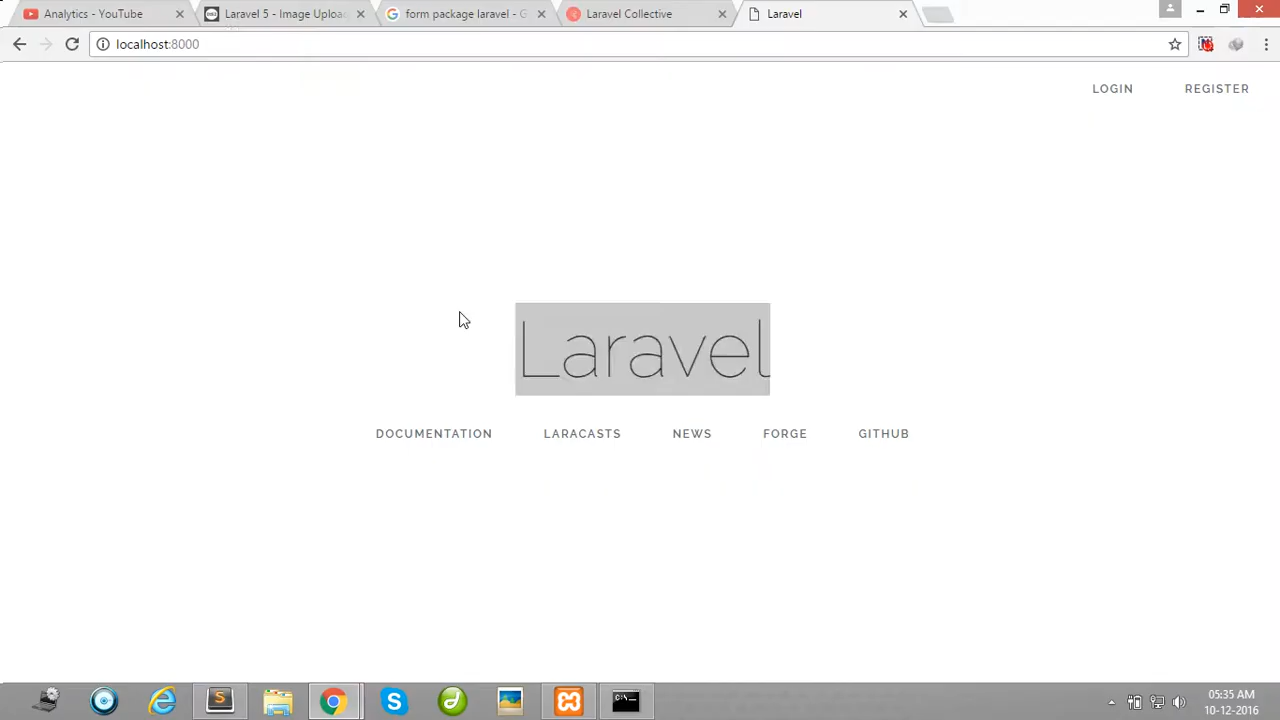 Analytics - YouTube
Laravel 5 - Image Uploa
form package laravel - G
Laravel Collective
Laravel
localhost:8000
LOGIN
REGISTER
Laravel
DOCUMENTATION
LARACASTS
NEWS
FORGE
GITHUB
05:35 AM
10-12-2016